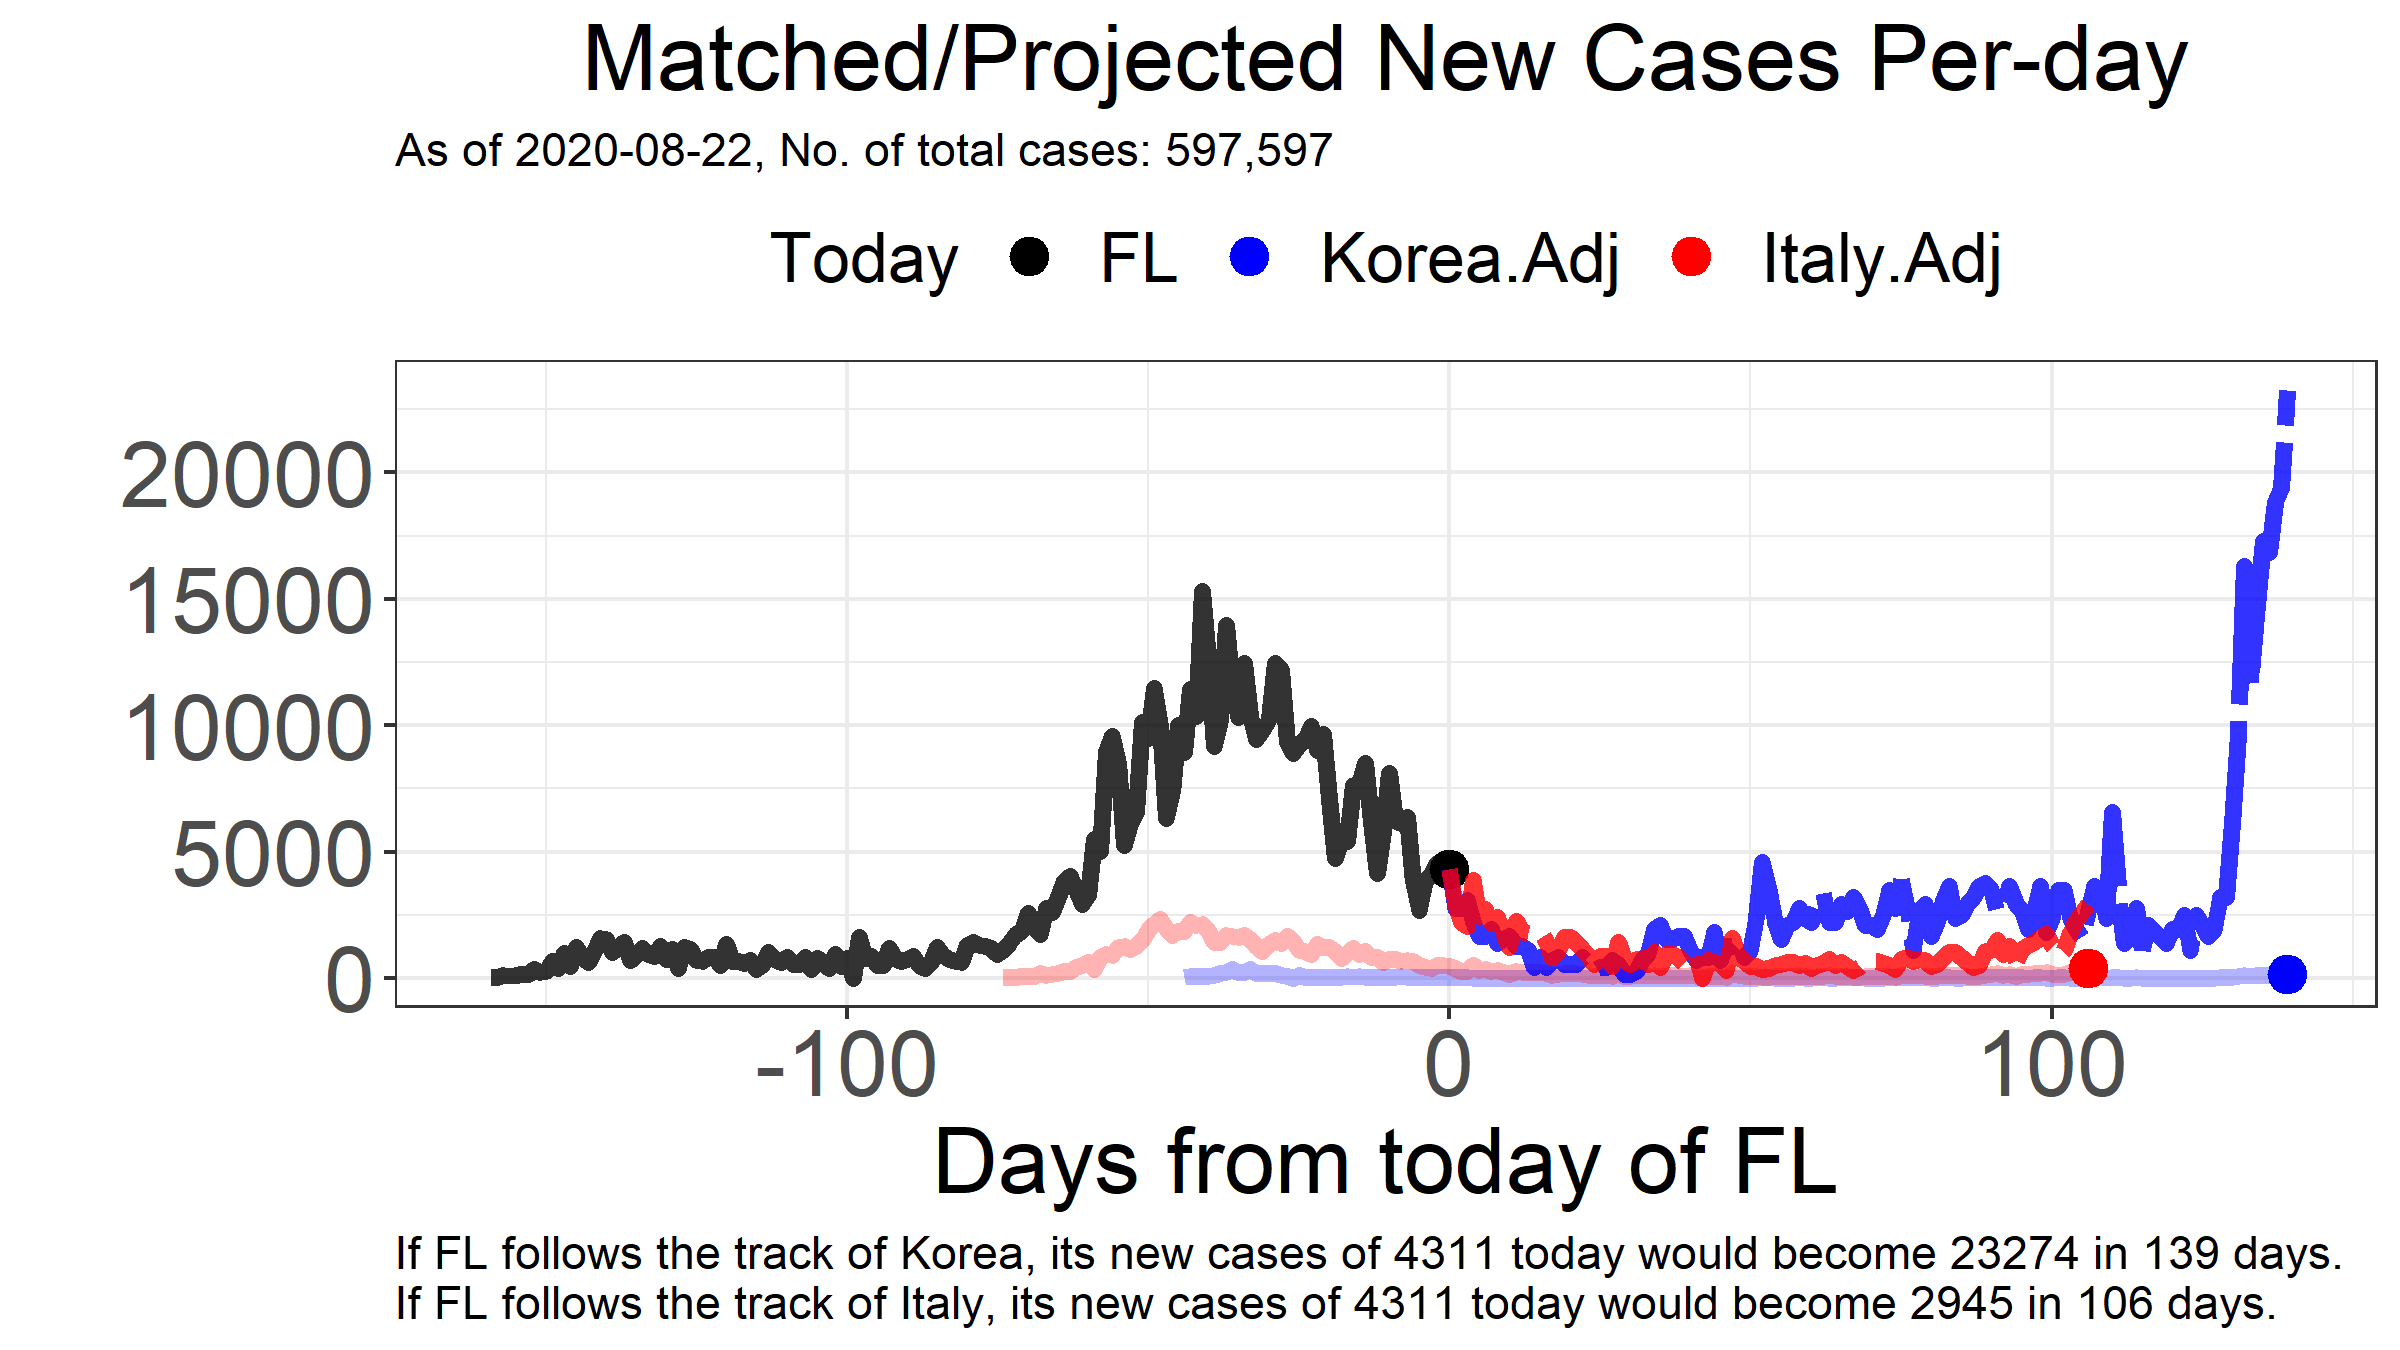 Matched/Projected New Cases Per-day
As of 2020-08-22, No. of total cases: 597,597
Today FL Korea.Adj Italy.Adj
20000
15000
10000
5000
0
-100 0 100
Days from today of FL
If FL follows the track of Korea, its new cases of 4311 today would become 23274 in 139 days.
If FL follows the track of Italy, its new cases of 4311 today would become 2945 in 106 days.